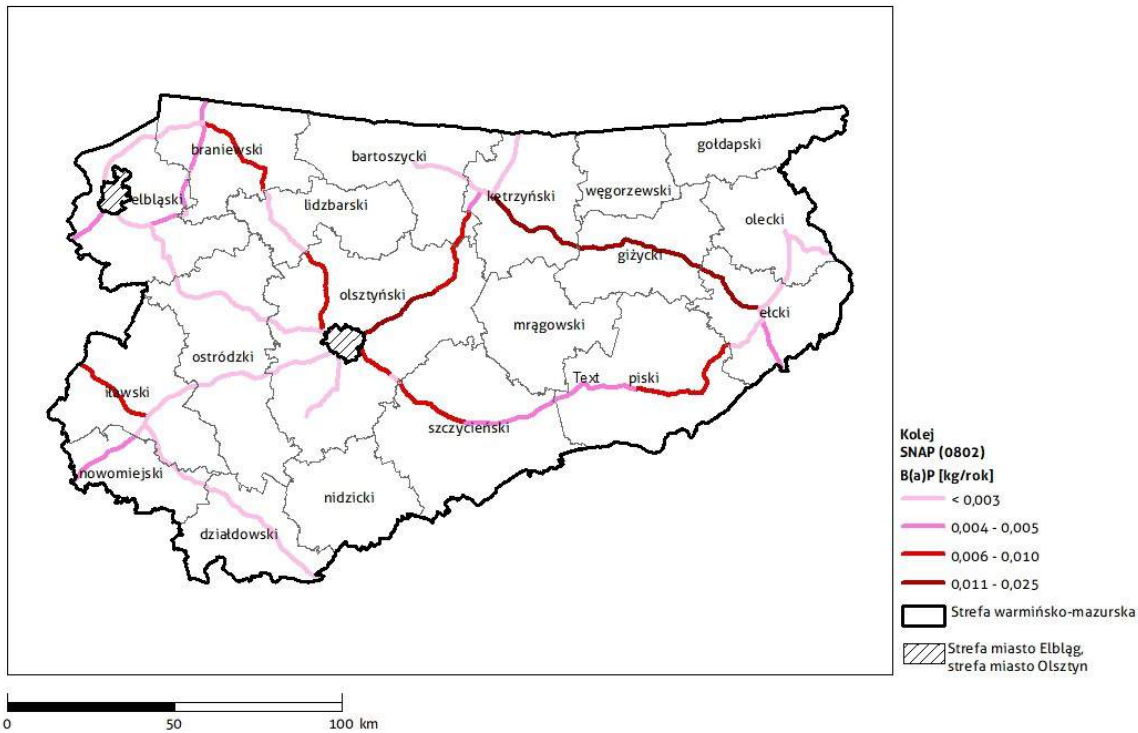 braniewski
bartoszycki
gołdapski
elbląski
lidzbarski
kętrzyński
węgorzewski
olecki
olsztyński
giżycki
ełcki
mrągowski
ostródzki
Text
piski
iławski
szczycieński
nowomiejski
nidzicki
działdowski
Kolej
SNAP (0802)
B(a)P [kg/rok]
< 0,003
0,004 - 0,005
0,006 - 0,010
0,011 - 0,025
Strefa warmińsko-mazurska
Strefa miasto Elbląg,
strefa miasto Olsztyn
0 50 100 km